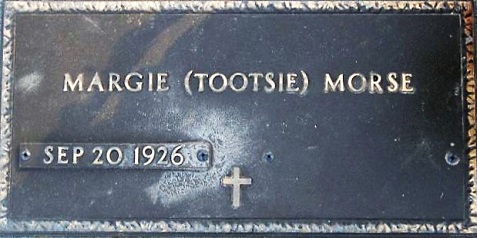 MARGIE (TOOTSIE) MORSE
SEP 20 1926